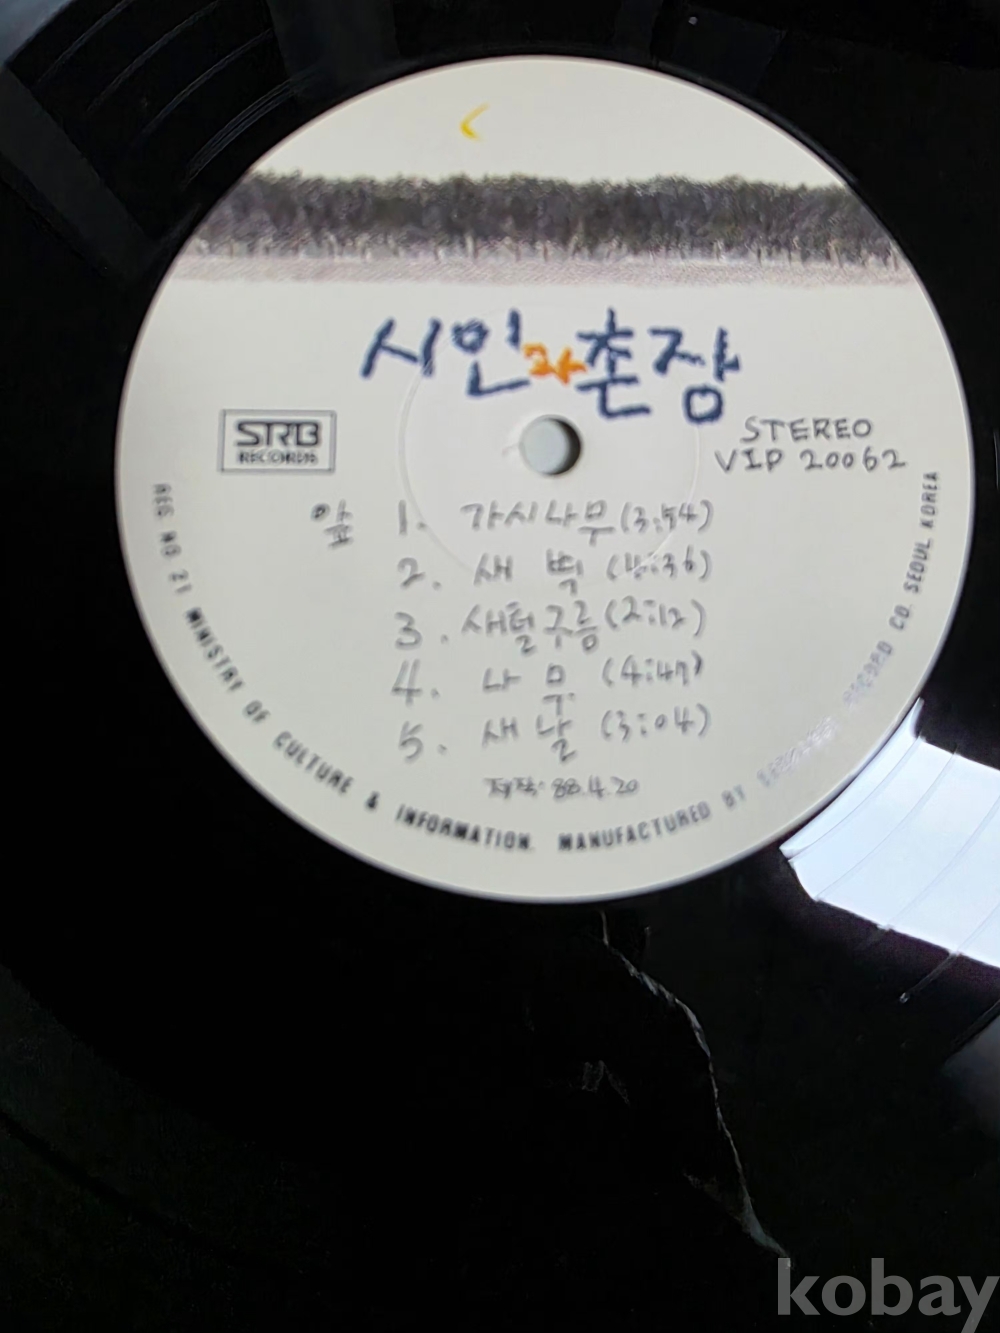 시인과 촌장
SRB
RECORDS
STEREO
VIP 20062
앞
1. 가시나무 (3:54)
2. 새 벽 (4:36)
3. 새털구름 (2:12)
4. 나 무 (4:47)
5. 새 날 (3:04)
제작: 88.4.20
REG. NO 21 MINISTRY OF CULTURE & INFORMATION. MANUFACTURED BY RECORD CO. SEOUL KOREA
kobay